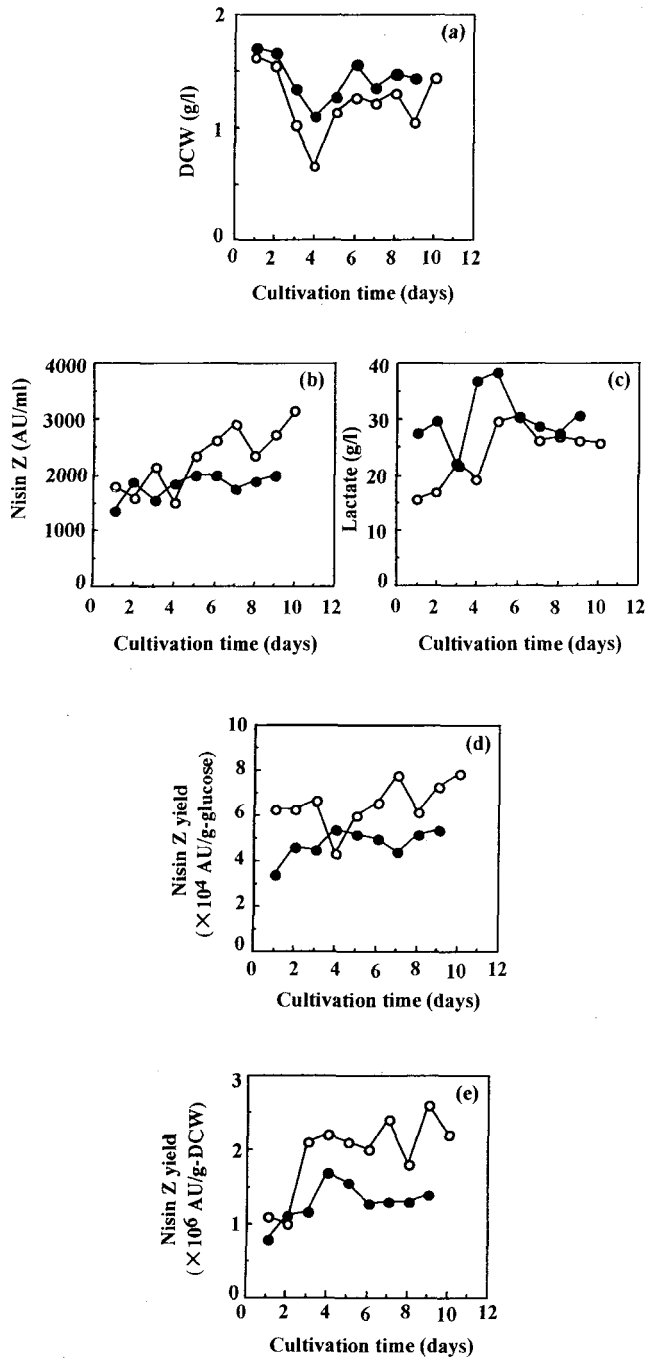 2
(a)
DCW (g/l)
1
0
0 2 4 6 8 10 12
Cultivation time (days)
4000
(b)
3000
Nisin Z (AU/ml)
2000
1000
0
0 2 4 6 8 10 12
Cultivation time (days)
40
(c)
30
Lactate (g/l)
20
10
0
0 2 4 6 8 10 12
Cultivation time (days)
10
(d)
8
Nisin Z yield
(×10⁴ AU/g-glucose)
6
4
2
0
0 2 4 6 8 10 12
Cultivation time (days)
3
(e)
Nisin Z yield
(×10⁶ AU/g-DCW)
2
1
0
0 2 4 6 8 10 12
Cultivation time (days)